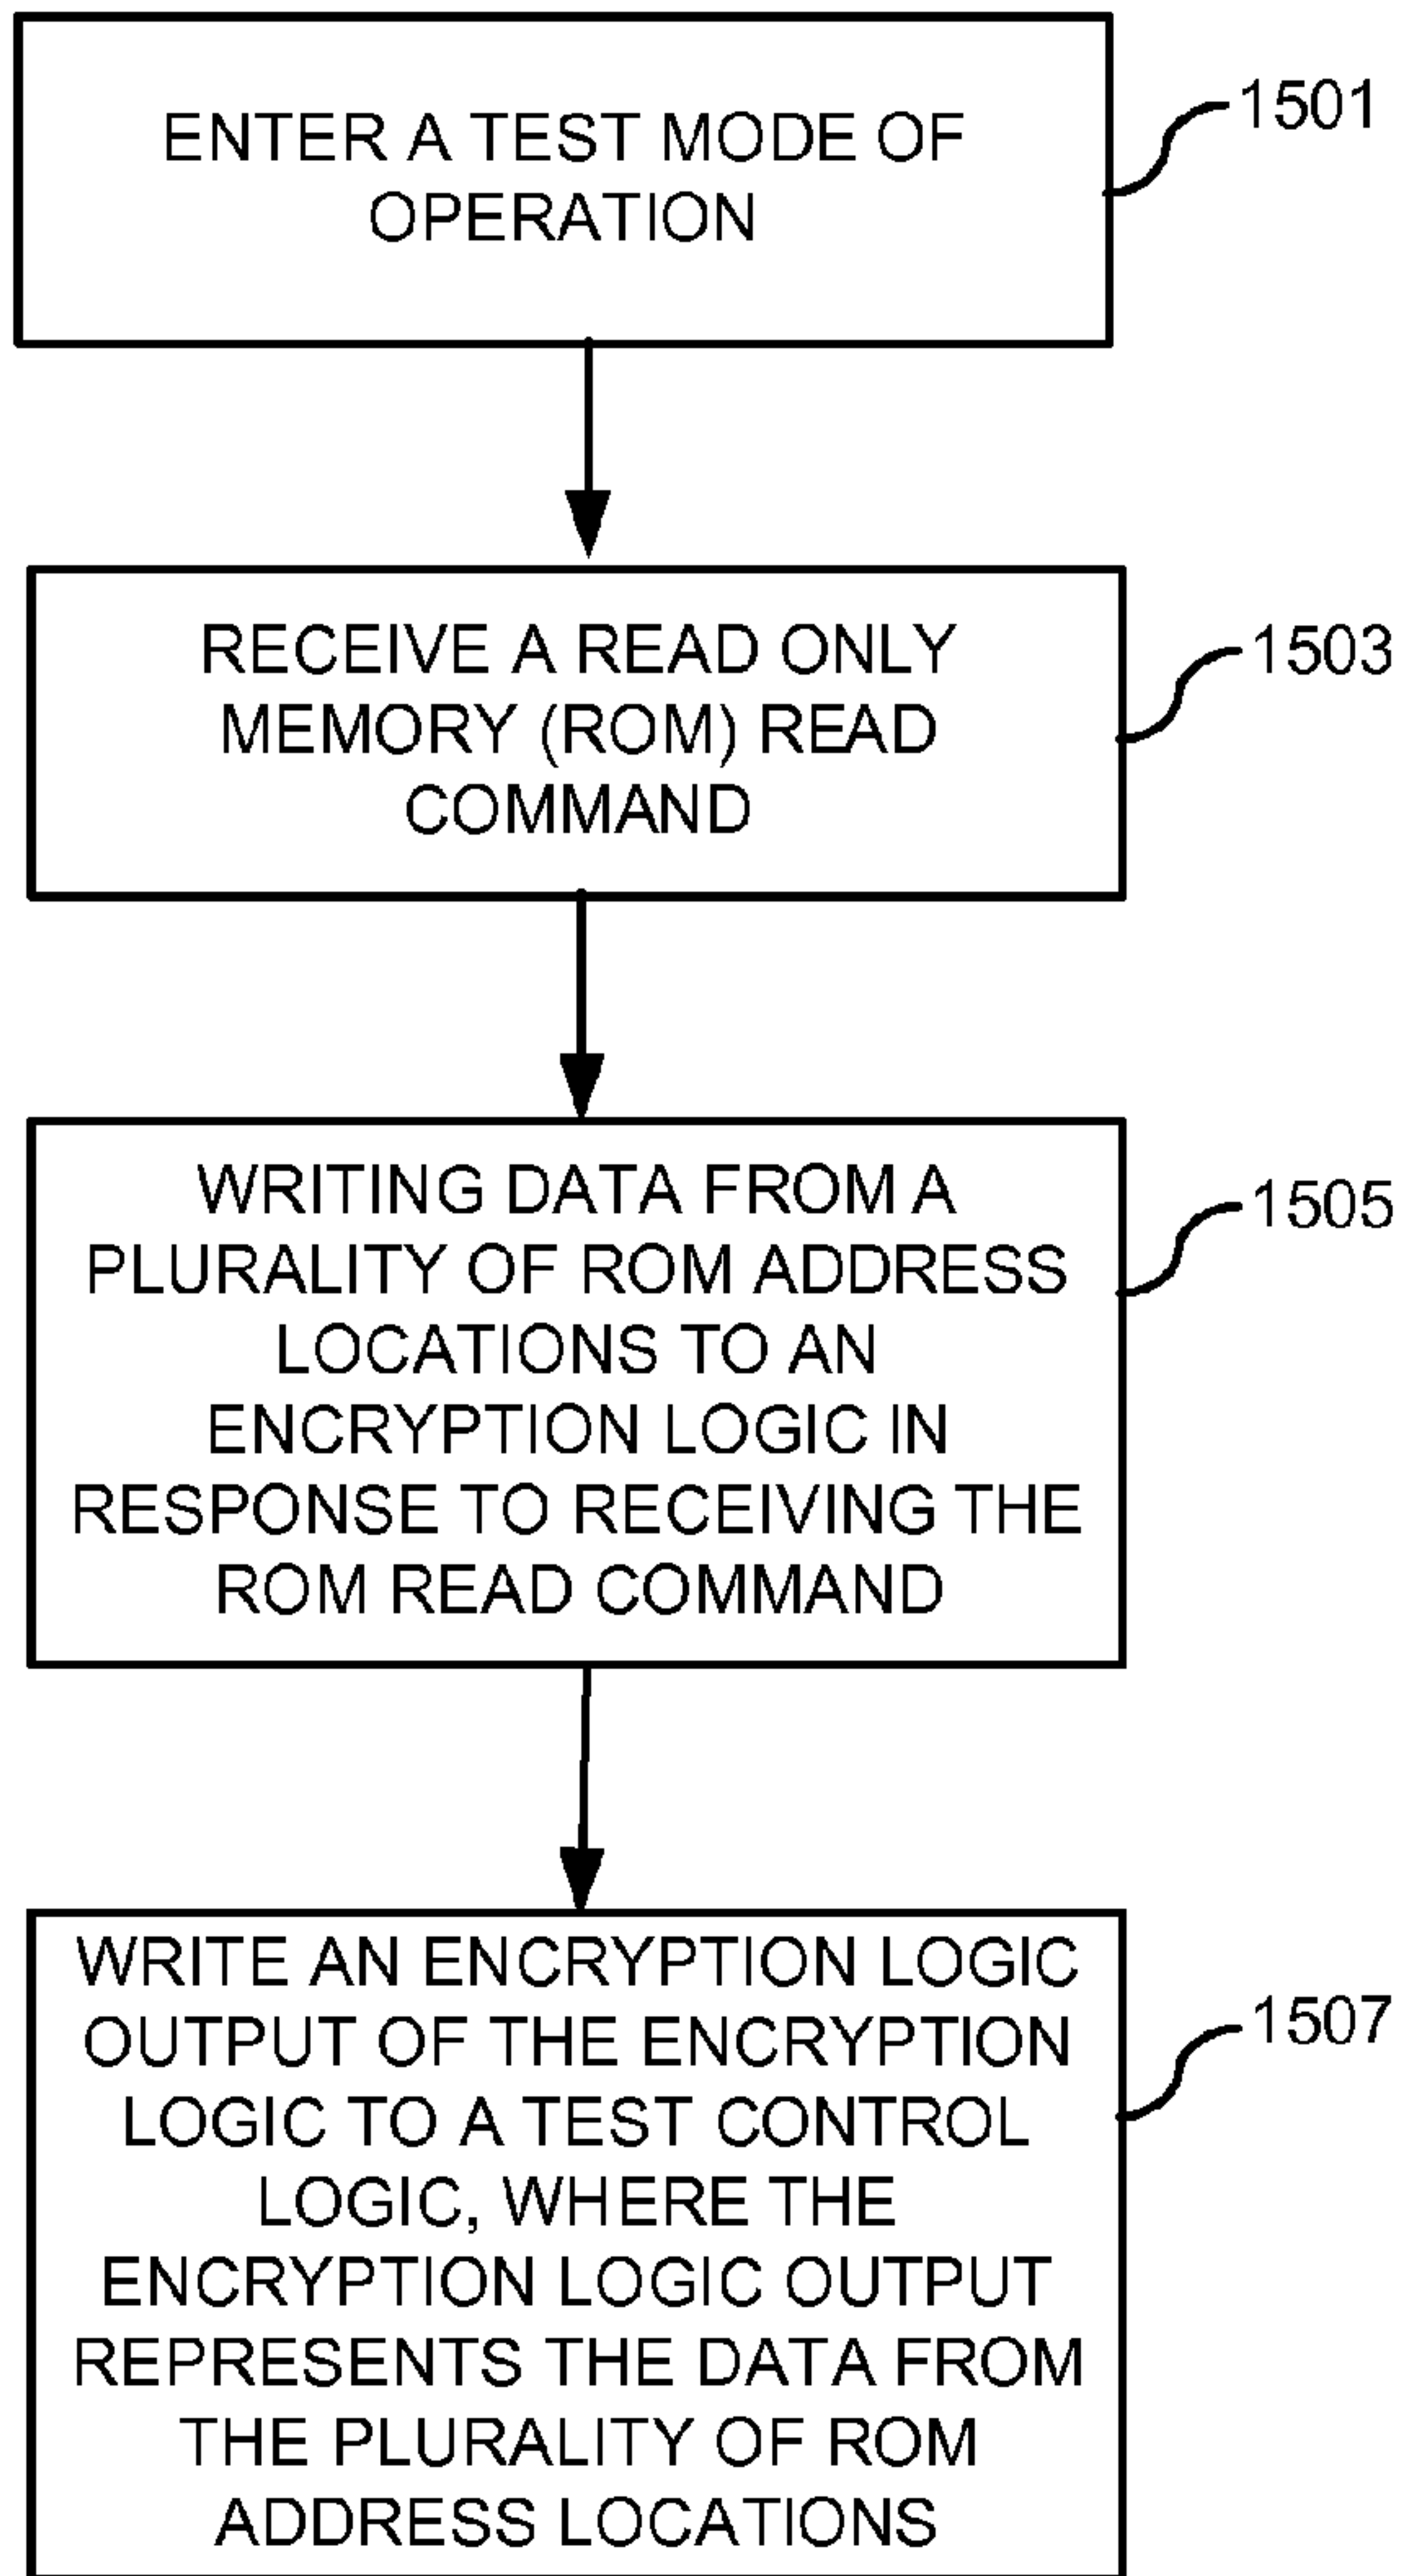 ENTER A TEST MODE OF
OPERATION
1501
RECEIVE A READ ONLY
MEMORY (ROM) READ
COMMAND
1503
WRITING DATA FROM A
PLURALITY OF ROM ADDRESS
LOCATIONS TO AN
ENCRYPTION LOGIC IN
RESPONSE TO RECEIVING THE
ROM READ COMMAND
1505
WRITE AN ENCRYPTION LOGIC
OUTPUT OF THE ENCRYPTION
LOGIC TO A TEST CONTROL
LOGIC, WHERE THE
ENCRYPTION LOGIC OUTPUT
REPRESENTS THE DATA FROM
THE PLURALITY OF ROM
ADDRESS LOCATIONS
1507